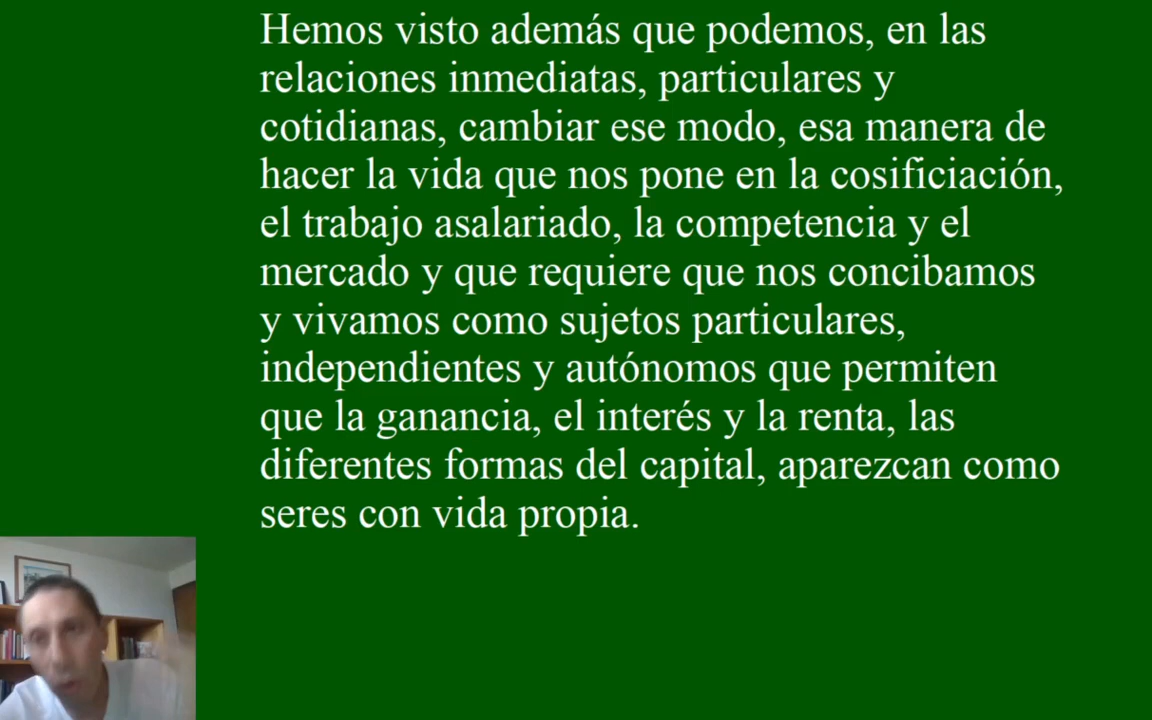 Hemos visto además que podemos, en las
relaciones inmediatas, particulares y
cotidianas, cambiar ese modo, esa manera de
hacer la vida que nos pone en la cosificiación,
el trabajo asalariado, la competencia y el
mercado y que requiere que nos concibamos
y vivamos como sujetos particulares,
independientes y autónomos que permiten
que la ganancia, el interés y la renta, las
diferentes formas del capital, aparezcan como
seres con vida propia.